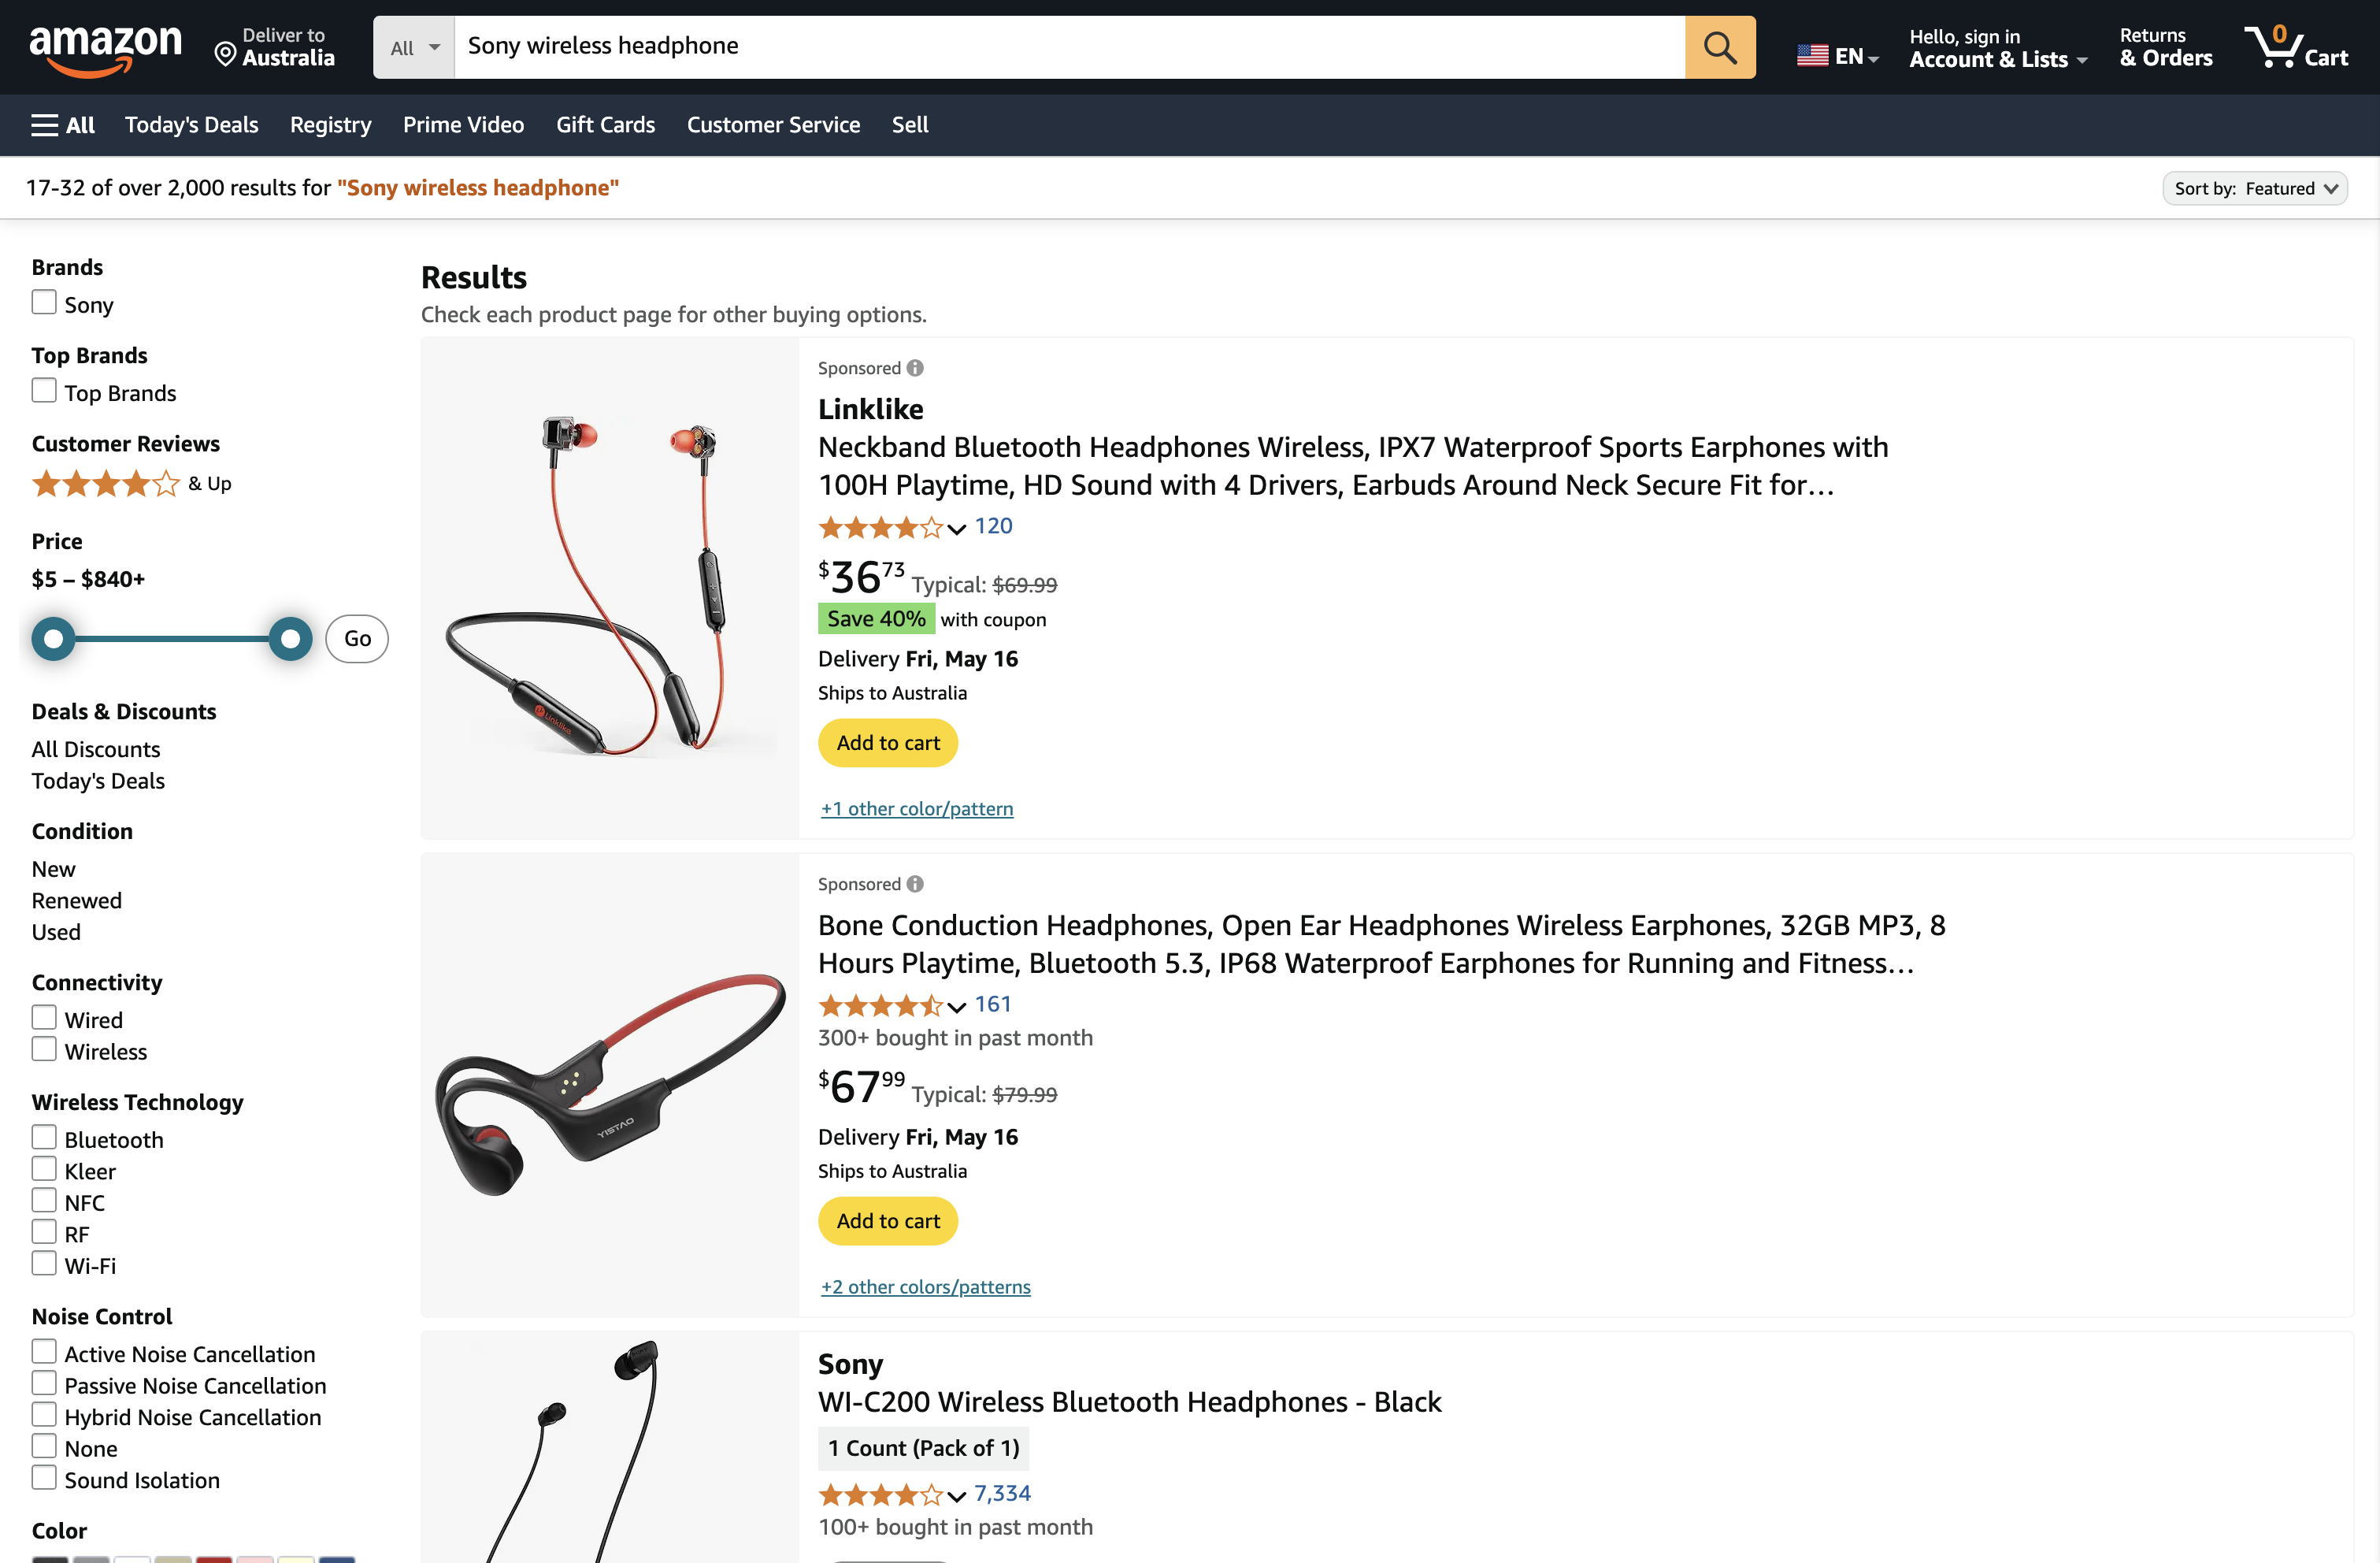 amazon
Deliver to
Australia
All
Sony wireless headphone
EN
Hello, sign in
Account & Lists
Returns
& Orders
0
Cart
All
Today's Deals
Registry
Prime Video
Gift Cards
Customer Service
Sell
17-32 of over 2,000 results for "Sony wireless headphone"
Sort by: Featured
Brands
Sony
Top Brands
Top Brands
Customer Reviews
& Up
Price
$5 – $840+
Go
Deals & Discounts
All Discounts
Today's Deals
Condition
New
Renewed
Used
Connectivity
Wired
Wireless
Wireless Technology
Bluetooth
Kleer
NFC
RF
Wi-Fi
Noise Control
Active Noise Cancellation
Passive Noise Cancellation
Hybrid Noise Cancellation
None
Sound Isolation
Color
Results
Check each product page for other buying options.
Linklike
Sponsored
Linklike
Neckband Bluetooth Headphones Wireless, IPX7 Waterproof Sports Earphones with
100H Playtime, HD Sound with 4 Drivers, Earbuds Around Neck Secure Fit for…
120
$36 73 Typical: $69.99
Save 40% with coupon
Delivery Fri, May 16
Ships to Australia
Add to cart
+1 other color/pattern
YISTAO
Sponsored
Bone Conduction Headphones, Open Ear Headphones Wireless Earphones, 32GB MP3, 8
Hours Playtime, Bluetooth 5.3, IP68 Waterproof Earphones for Running and Fitness…
161
300+ bought in past month
$67 99 Typical: $79.99
Delivery Fri, May 16
Ships to Australia
Add to cart
+2 other colors/patterns
Sony
WI-C200 Wireless Bluetooth Headphones - Black
1 Count (Pack of 1)
7,334
100+ bought in past month